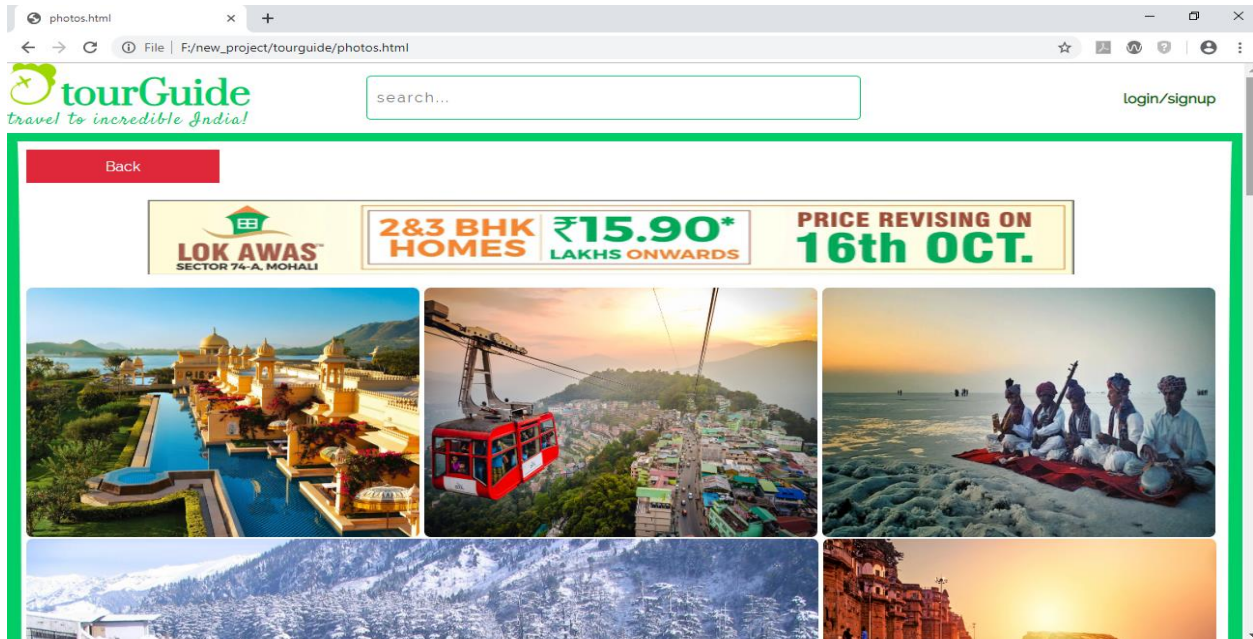 photos.html
File | F:/new_project/tourguide/photos.html
tourGuide
travel to incredible India!
search...
login/signup
Back
LOK AWAS
SECTOR 74-A, MOHALI
2&3 BHK
HOMES
₹15.90*
LAKHS ONWARDS
PRICE REVISING ON
16th OCT.